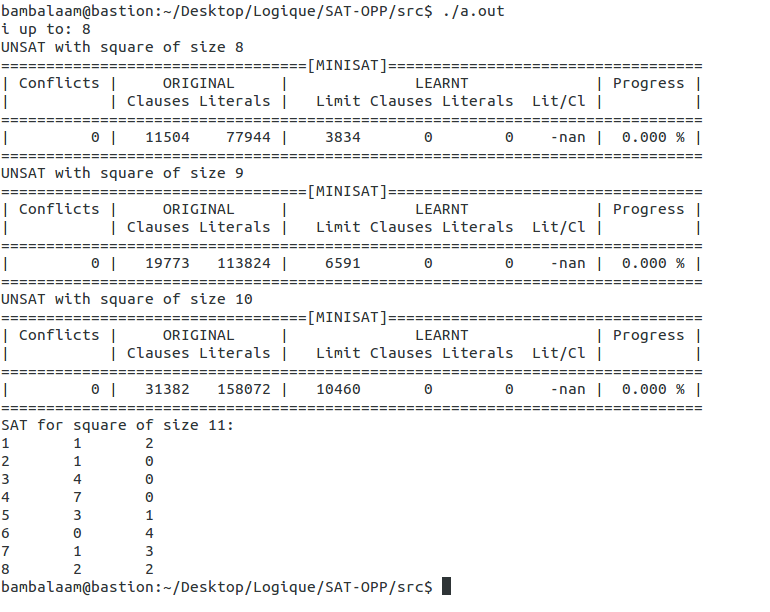 bambalaam@bastion:~/Desktop/Logique/SAT-OPP/src$ ./a.out
i up to: 8
UNSAT with square of size 8
==================================[MINISAT]===================================
| Conflicts |     ORIGINAL     |              LEARNT              | Progress |
|           | Clauses Literals |   Limit Clauses Literals  Lit/Cl |          |
==============================================================================
|         0 |   11504    77944 |    3834       0        0    -nan |  0.000 % |
==============================================================================
UNSAT with square of size 9
==================================[MINISAT]===================================
| Conflicts |     ORIGINAL     |              LEARNT              | Progress |
|           | Clauses Literals |   Limit Clauses Literals  Lit/Cl |          |
==============================================================================
|         0 |   19773   113824 |    6591       0        0    -nan |  0.000 % |
==============================================================================
UNSAT with square of size 10
==================================[MINISAT]===================================
| Conflicts |     ORIGINAL     |              LEARNT              | Progress |
|           | Clauses Literals |   Limit Clauses Literals  Lit/Cl |          |
==============================================================================
|         0 |   31382   158072 |   10460       0        0    -nan |  0.000 % |
==============================================================================
SAT for square of size 11:
1       1       2
2       1       0
3       4       0
4       7       0
5       3       1
6       0       4
7       1       3
8       2       2
bambalaam@bastion:~/Desktop/Logique/SAT-OPP/src$